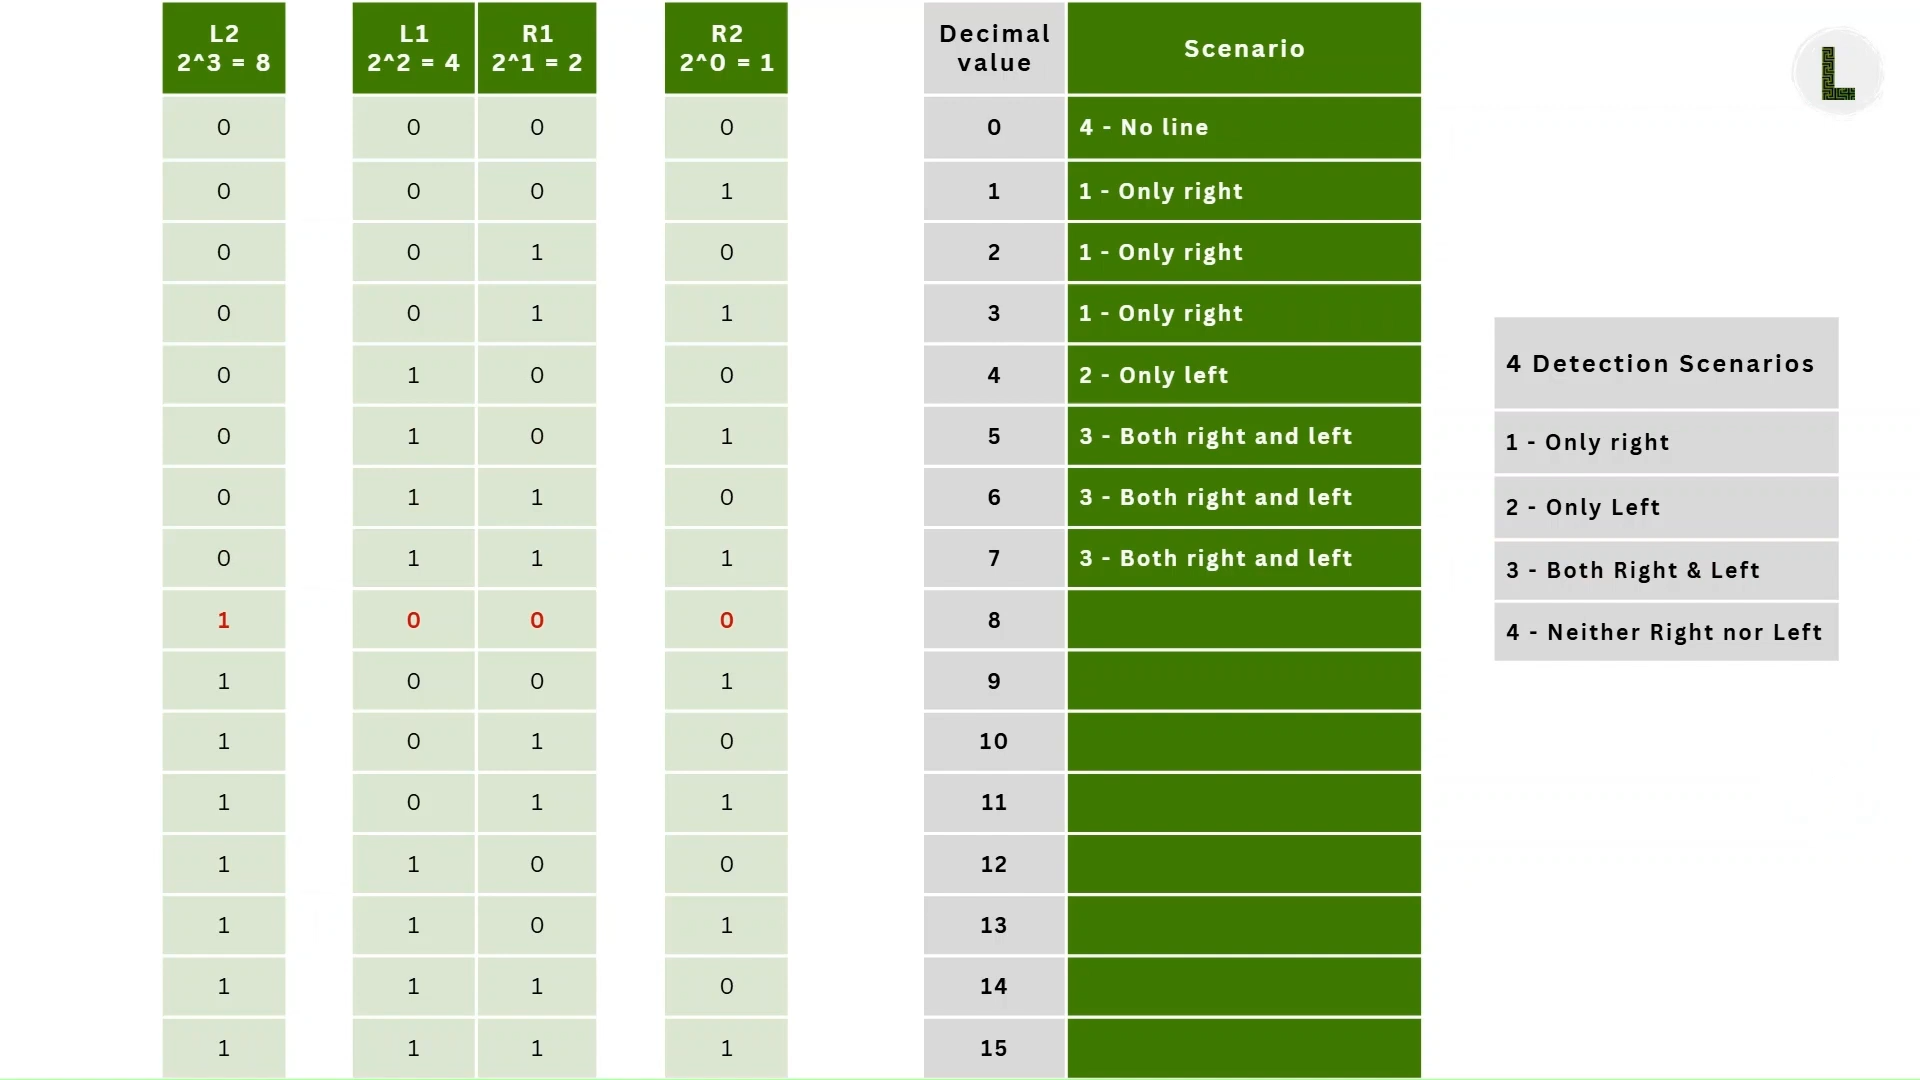 L2
2^3 = 8
L1
2^2 = 4
R1
2^1 = 2
R2
2^0 = 1
Decimal
value
Scenario
L
0 0 0 0 0 4 - No line
0 0 0 1 1 1 - Only right
0 0 1 0 2 1 - Only right
0 0 1 1 3 1 - Only right
0 1 0 0 4 2 - Only left
0 1 0 1 5 3 - Both right and left
0 1 1 0 6 3 - Both right and left
0 1 1 1 7 3 - Both right and left
1 0 0 0 8
1 0 0 1 9
1 0 1 0 10
1 0 1 1 11
1 1 0 0 12
1 1 0 1 13
1 1 1 0 14
1 1 1 1 15
4 Detection Scenarios
1 - Only right
2 - Only Left
3 - Both Right & Left
4 - Neither Right nor Left